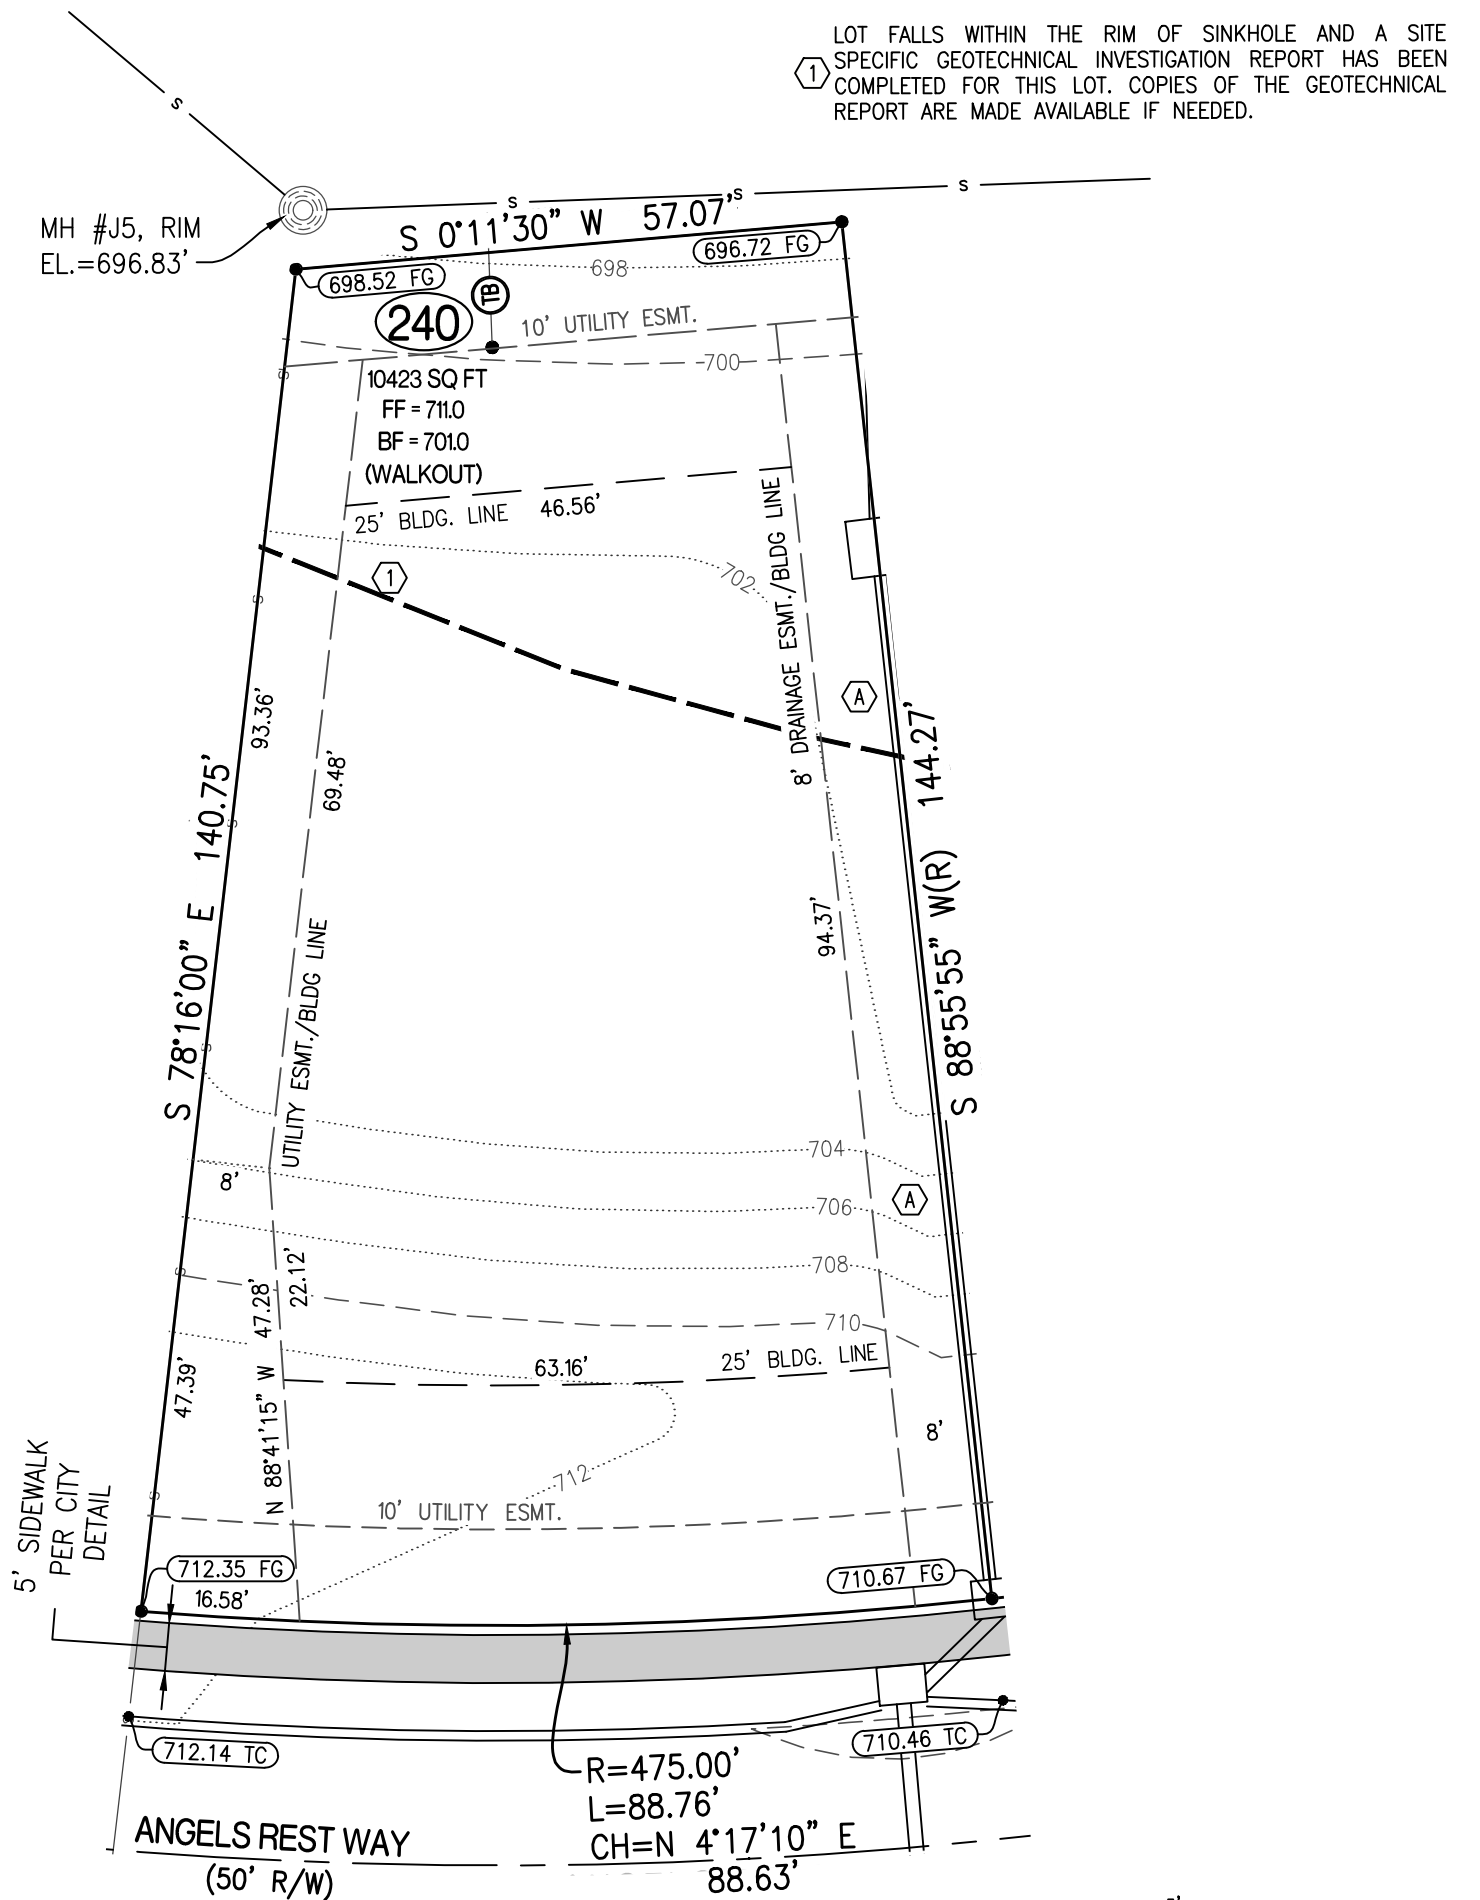 LOT FALLS WITHIN THE RIM OF SINKHOLE AND A SITE
SPECIFIC GEOTECHNICAL INVESTIGATION REPORT HAS BEEN
1
COMPLETED FOR THIS LOT. COPIES OF THE GEOTECHNICAL
REPORT ARE MADE AVAILABLE IF NEEDED.
S
S
S
S
MH #J5, RIM
EL.=696.83'
S 0°11'30" W 57.07'
696.72 FG
698.52 FG
698
TB
240
10' UTILITY ESMT.
700
S
10423 SQ FT
FF = 711.0
BF = 701.0
(WALKOUT)
25' BLDG. LINE 46.56'
702
1
S
8' DRAINAGE ESMT./BLDG LINE
A
93.36'
69.48'
S 78°16'00" E 140.75'
S
S 88°55'55" W(R) 144.27'
94.37'
UTILITY ESMT./BLDG LINE
S
704
8'
706
A
708
S
22.12'
N 88°41'15" W 47.28'
710
47.39'
63.16'
25' BLDG. LINE
8'
712
S
10' UTILITY ESMT.
5' SIDEWALK
PER CITY
DETAIL
712.35 FG
710.67 FG
16.58'
712.14 TC
710.46 TC
R=475.00'
L=88.76'
CH=N 4°17'10" E
88.63'
ANGELS REST WAY
(50' R/W)